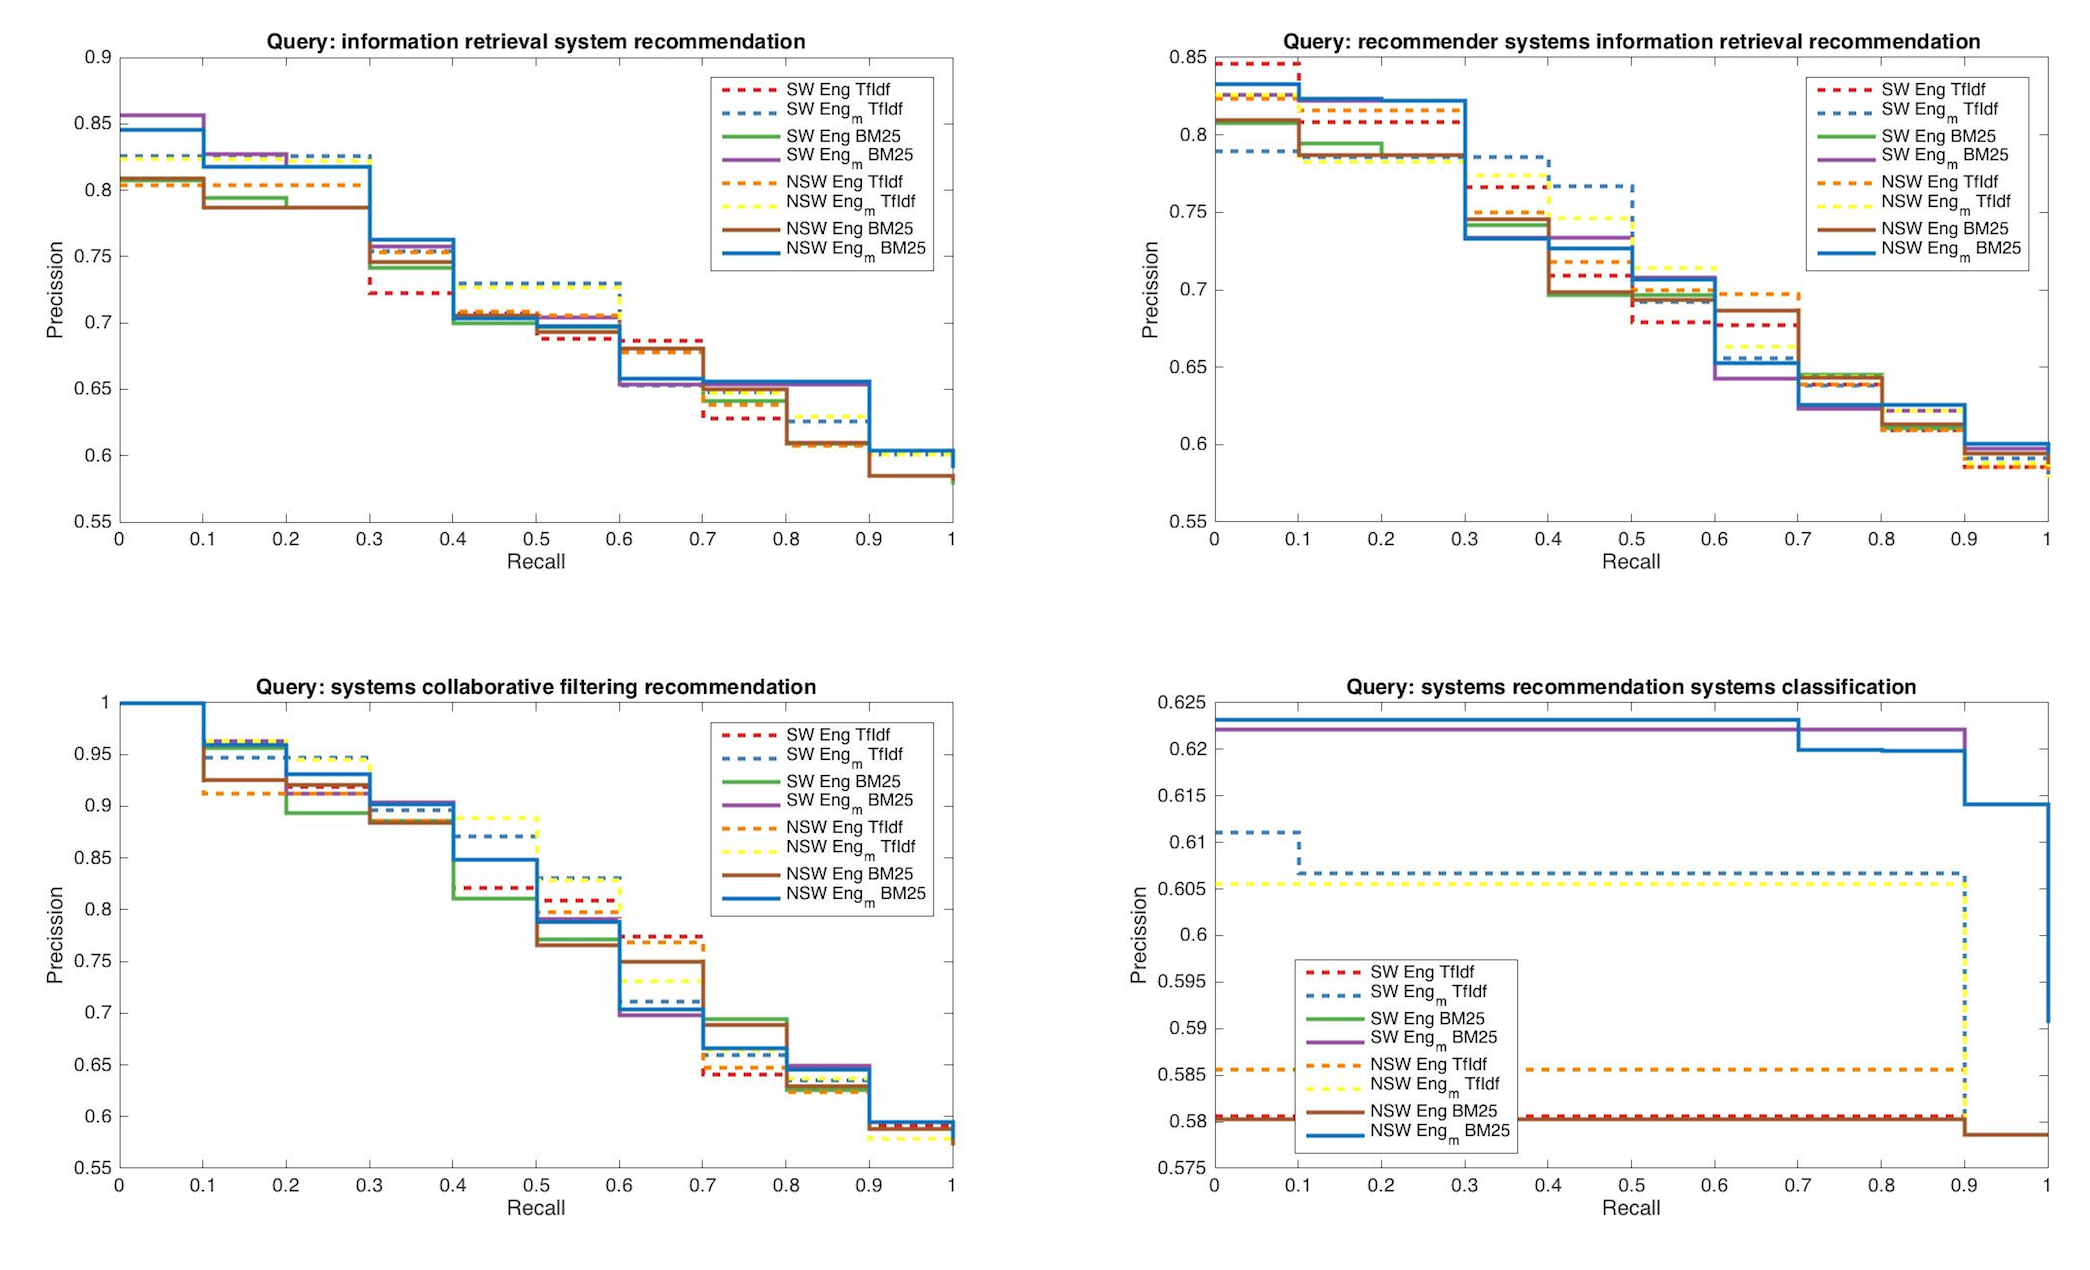 Query: information retrieval system recommendation
0.9
0.85
0.8
0.75
0.7
0.65
0.6
0.55
Precission
0 0.1 0.2 0.3 0.4 0.5 0.6 0.7 0.8 0.9 1
Recall
SW Eng TfIdf
SW Engm TfIdf
SW Eng BM25
SW Engm BM25
NSW Eng TfIdf
NSW Engm TfIdf
NSW Eng BM25
NSW Engm BM25
Query: recommender systems information retrieval recommendation
0.85
0.8
0.75
0.7
0.65
0.6
0.55
Precission
0 0.1 0.2 0.3 0.4 0.5 0.6 0.7 0.8 0.9 1
Recall
SW Eng TfIdf
SW Engm TfIdf
SW Eng BM25
SW Engm BM25
NSW Eng TfIdf
NSW Engm TfIdf
NSW Eng BM25
NSW Engm BM25
Query: systems collaborative filtering recommendation
1
0.95
0.9
0.85
0.8
0.75
0.7
0.65
0.6
0.55
Precission
0 0.1 0.2 0.3 0.4 0.5 0.6 0.7 0.8 0.9 1
Recall
SW Eng TfIdf
SW Engm TfIdf
SW Eng BM25
SW Engm BM25
NSW Eng TfIdf
NSW Engm TfIdf
NSW Eng BM25
NSW Engm BM25
Query: systems recommendation systems classification
0.625
0.62
0.615
0.61
0.605
0.6
0.595
0.59
0.585
0.58
0.575
Precission
0 0.1 0.2 0.3 0.4 0.5 0.6 0.7 0.8 0.9 1
Recall
SW Eng TfIdf
SW Engm TfIdf
SW Eng BM25
SW Engm BM25
NSW Eng TfIdf
NSW Engm TfIdf
NSW Eng BM25
NSW Engm BM25